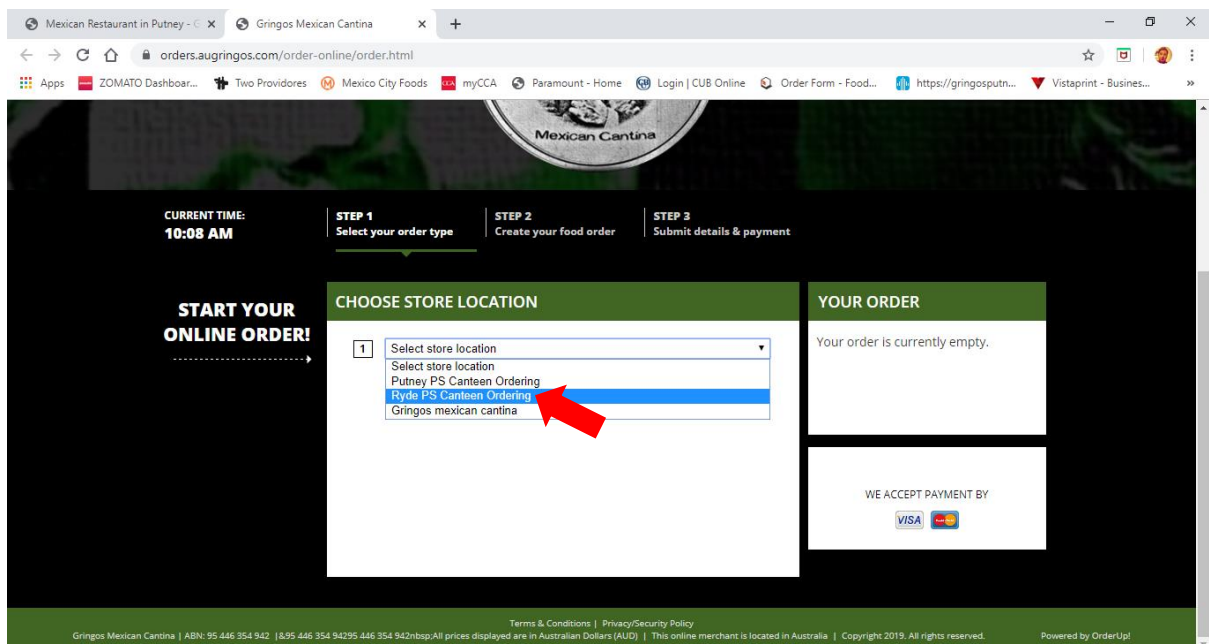 Mexican Restaurant in Putney - G
Gringos Mexican Cantina
orders.augringos.com/order-online/order.html
Apps
ZOMATO Dashboar...
Two Providores
Mexico City Foods
CCA
myCCA
Paramount - Home
Login | CUB Online
Order Form - Food...
https://gringosputn...
Vistaprint - Busines...
»
Mexican Cantina
CURRENT TIME:
10:08 AM
STEP 1
Select your order type
STEP 2
Create your food order
STEP 3
Submit details & payment
START YOUR
ONLINE ORDER!
CHOOSE STORE LOCATION
1
Select store location
Select store location
Putney PS Canteen Ordering
Ryde PS Canteen Ordering
Gringos mexican cantina
YOUR ORDER
Your order is currently empty.
WE ACCEPT PAYMENT BY
VISA
Terms & Conditions | Privacy/Security Policy
Gringos Mexican Cantina | ABN: 95 446 354 942 |&95 446 354 94295 446 354 942nbsp;All prices displayed are in Australian Dollars (AUD) | This online merchant is located in Australia | Copyright 2019. All rights reserved.
Powered by OrderUp!